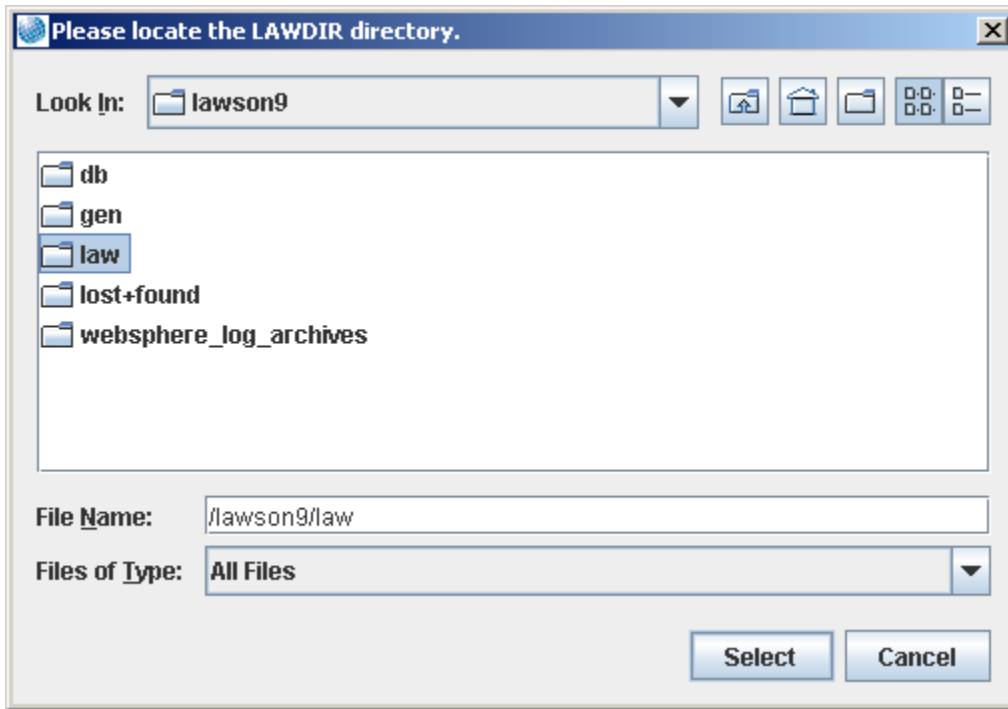 Please locate the LAWDIR directory.
Look In: lawson9
db
gen
law
lost+found
websphere_log_archives
File Name: /lawson9/law
Files of Type: All Files
Select Cancel